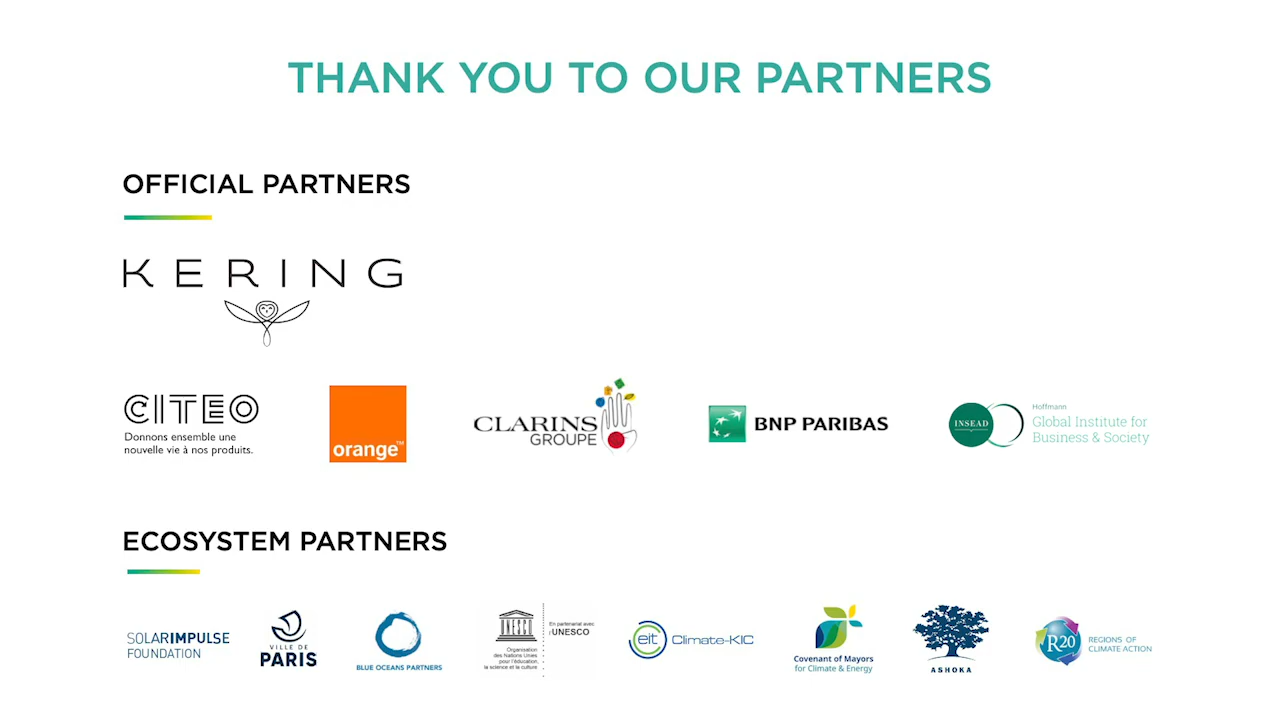 THANK YOU TO OUR PARTNERS
OFFICIAL PARTNERS
KERING
CITEO
Donnons ensemble une
nouvelle vie à nos produits.
orange™
CLARINS
GROUPE
BNP PARIBAS
INSEAD
Hoffmann
Global Institute for
Business & Society
ECOSYSTEM PARTNERS
SOLARIMPULSE
FOUNDATION
VILLE DE
PARIS
BLUE OCEANS PARTNERS
UNESCO
Organisation
des Nations Unies
pour l'éducation,
la science et la culture
En partenariat avec
l'UNESCO
eit Climate-KIC
Covenant of Mayors
for Climate & Energy
ASHOKA
R20
REGIONS OF
CLIMATE ACTION